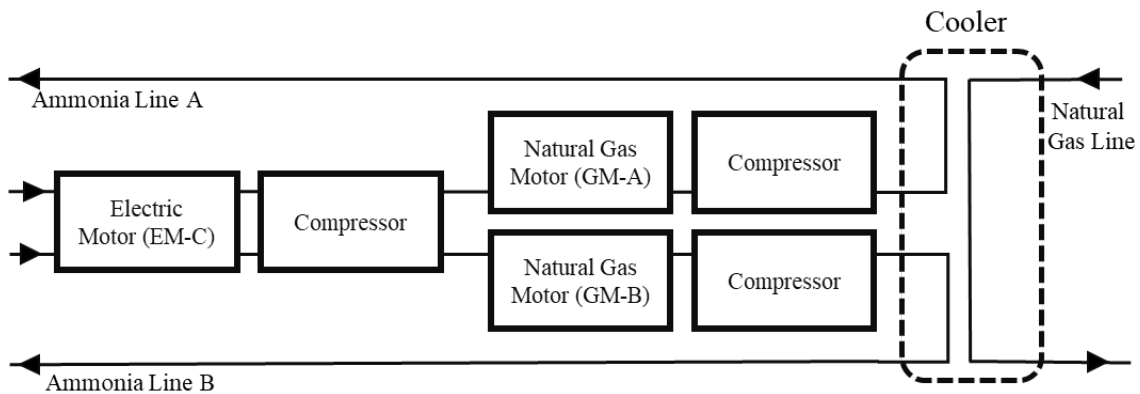 Cooler
Ammonia Line A
Natural
Gas Line
Natural Gas
Motor (GM-A)
Compressor
Electric
Motor (EM-C)
Compressor
Natural Gas
Motor (GM-B)
Compressor
Ammonia Line B